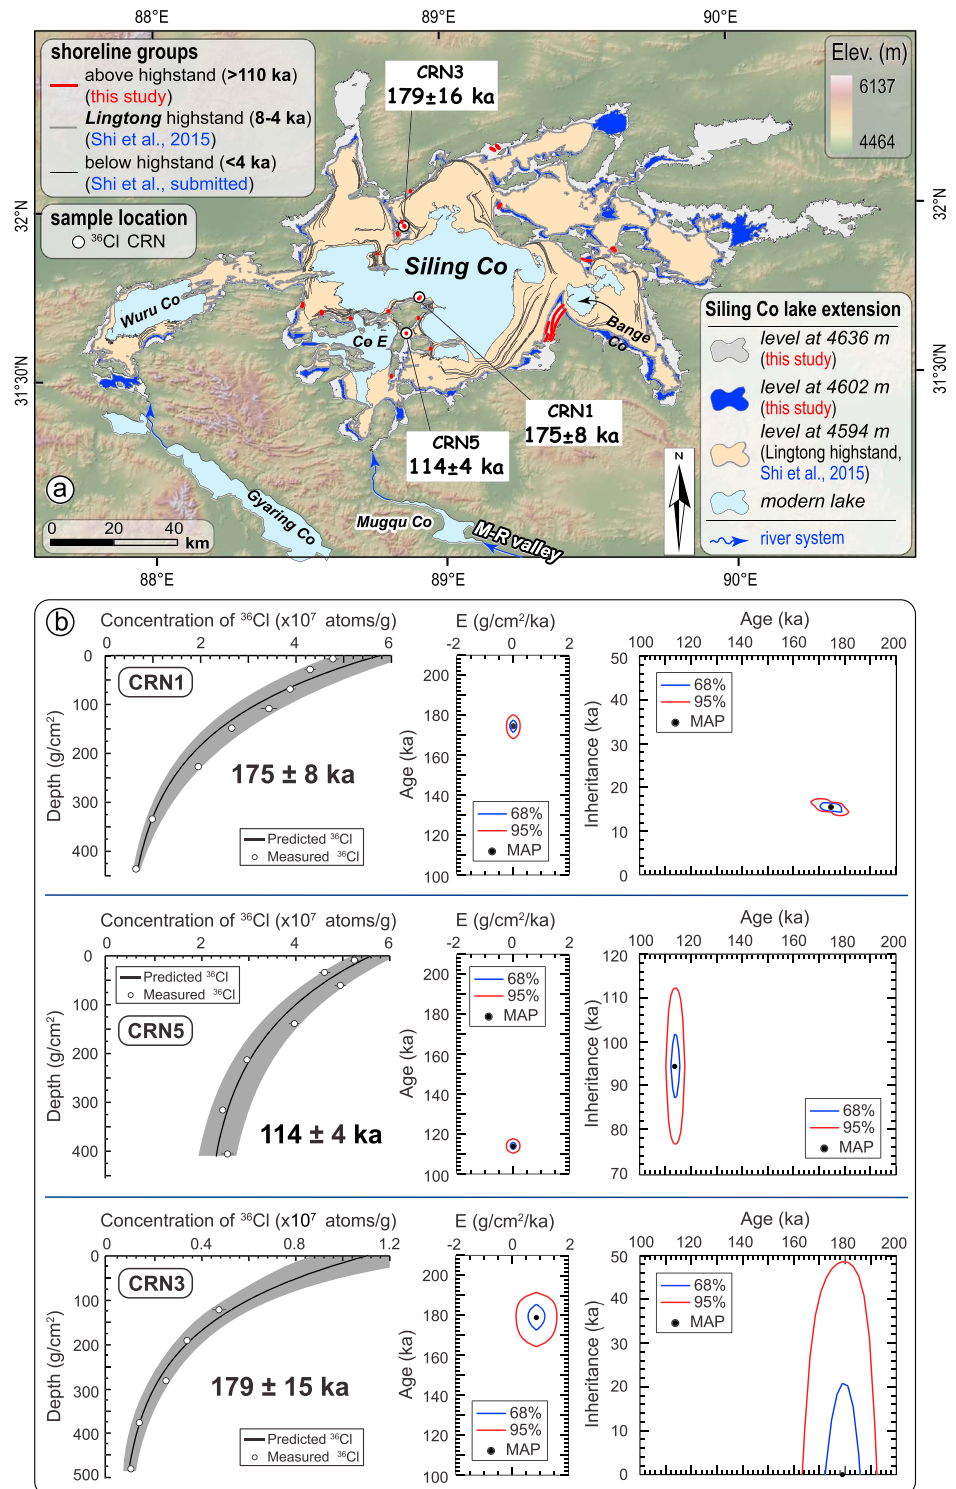 88°E 89°E 90°E
shoreline groups
above highstand (>110 ka)
(this study)
Lingtong highstand (8-4 ka)
(Shi et al., 2015)
below highstand (<4 ka)
(Shi et al., submitted)
sample location
³⁶Cl CRN
CRN3
179±16 ka
Elev. (m)
6137
4464
32°N
32°N
Siling Co
Wuru Co
Co E
Bange
Co
31°30'N
31°30'N
CRN1
175±8 ka
CRN5
114±4 ka
Siling Co lake extension
level at 4636 m
(this study)
level at 4602 m
(this study)
level at 4594 m
(Lingtong highstand,
Shi et al., 2015)
modern lake
river system
N
a
Gyaring Co
Mugqu Co
M-R valley
0 20 40
km
88°E 89°E 90°E
b
Concentration of ³⁶Cl (x10⁷ atoms/g)
0 2 4 6
E (g/cm²/ka)
-2 0 2
Age (ka)
100 120 140 160 180 200
CRN1
Depth (g/cm²)
0
100
200
300
400
175 ± 8 ka
Predicted ³⁶Cl
Measured ³⁶Cl
Age (ka)
200
180
160
140
120
100
68%
95%
MAP
Inheritance (ka)
50
40
30
20
10
0
68%
95%
MAP
Concentration of ³⁶Cl (x10⁷ atoms/g)
0 2 4 6
E (g/cm²/ka)
-2 0 2
Age (ka)
100 120 140 160 180 200
Predicted ³⁶Cl
Measured ³⁶Cl
CRN5
Depth (g/cm²)
0
100
200
300
400
114 ± 4 ka
Age (ka)
200
180
160
140
120
100
68%
95%
MAP
Inheritance (ka)
120
110
100
90
80
70
68%
95%
MAP
Concentration of ³⁶Cl (x10⁷ atoms/g)
0 0.4 0.8 1.2
E (g/cm²/ka)
-2 0 2
Age (ka)
100 120 140 160 180 200
CRN3
Depth (g/cm²)
0
100
200
300
400
500
179 ± 15 ka
Predicted ³⁶Cl
Measured ³⁶Cl
Age (ka)
200
180
160
140
120
100
68%
95%
MAP
Inheritance (ka)
50
40
30
20
10
0
68%
95%
MAP